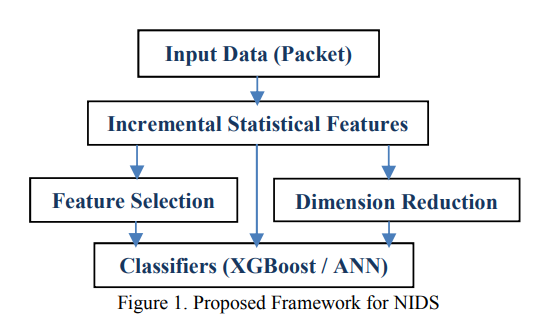 Input Data (Packet)
Incremental Statistical Features
Feature Selection
Dimension Reduction
Classifiers (XGBoost / ANN)
Figure 1. Proposed Framework for NIDS